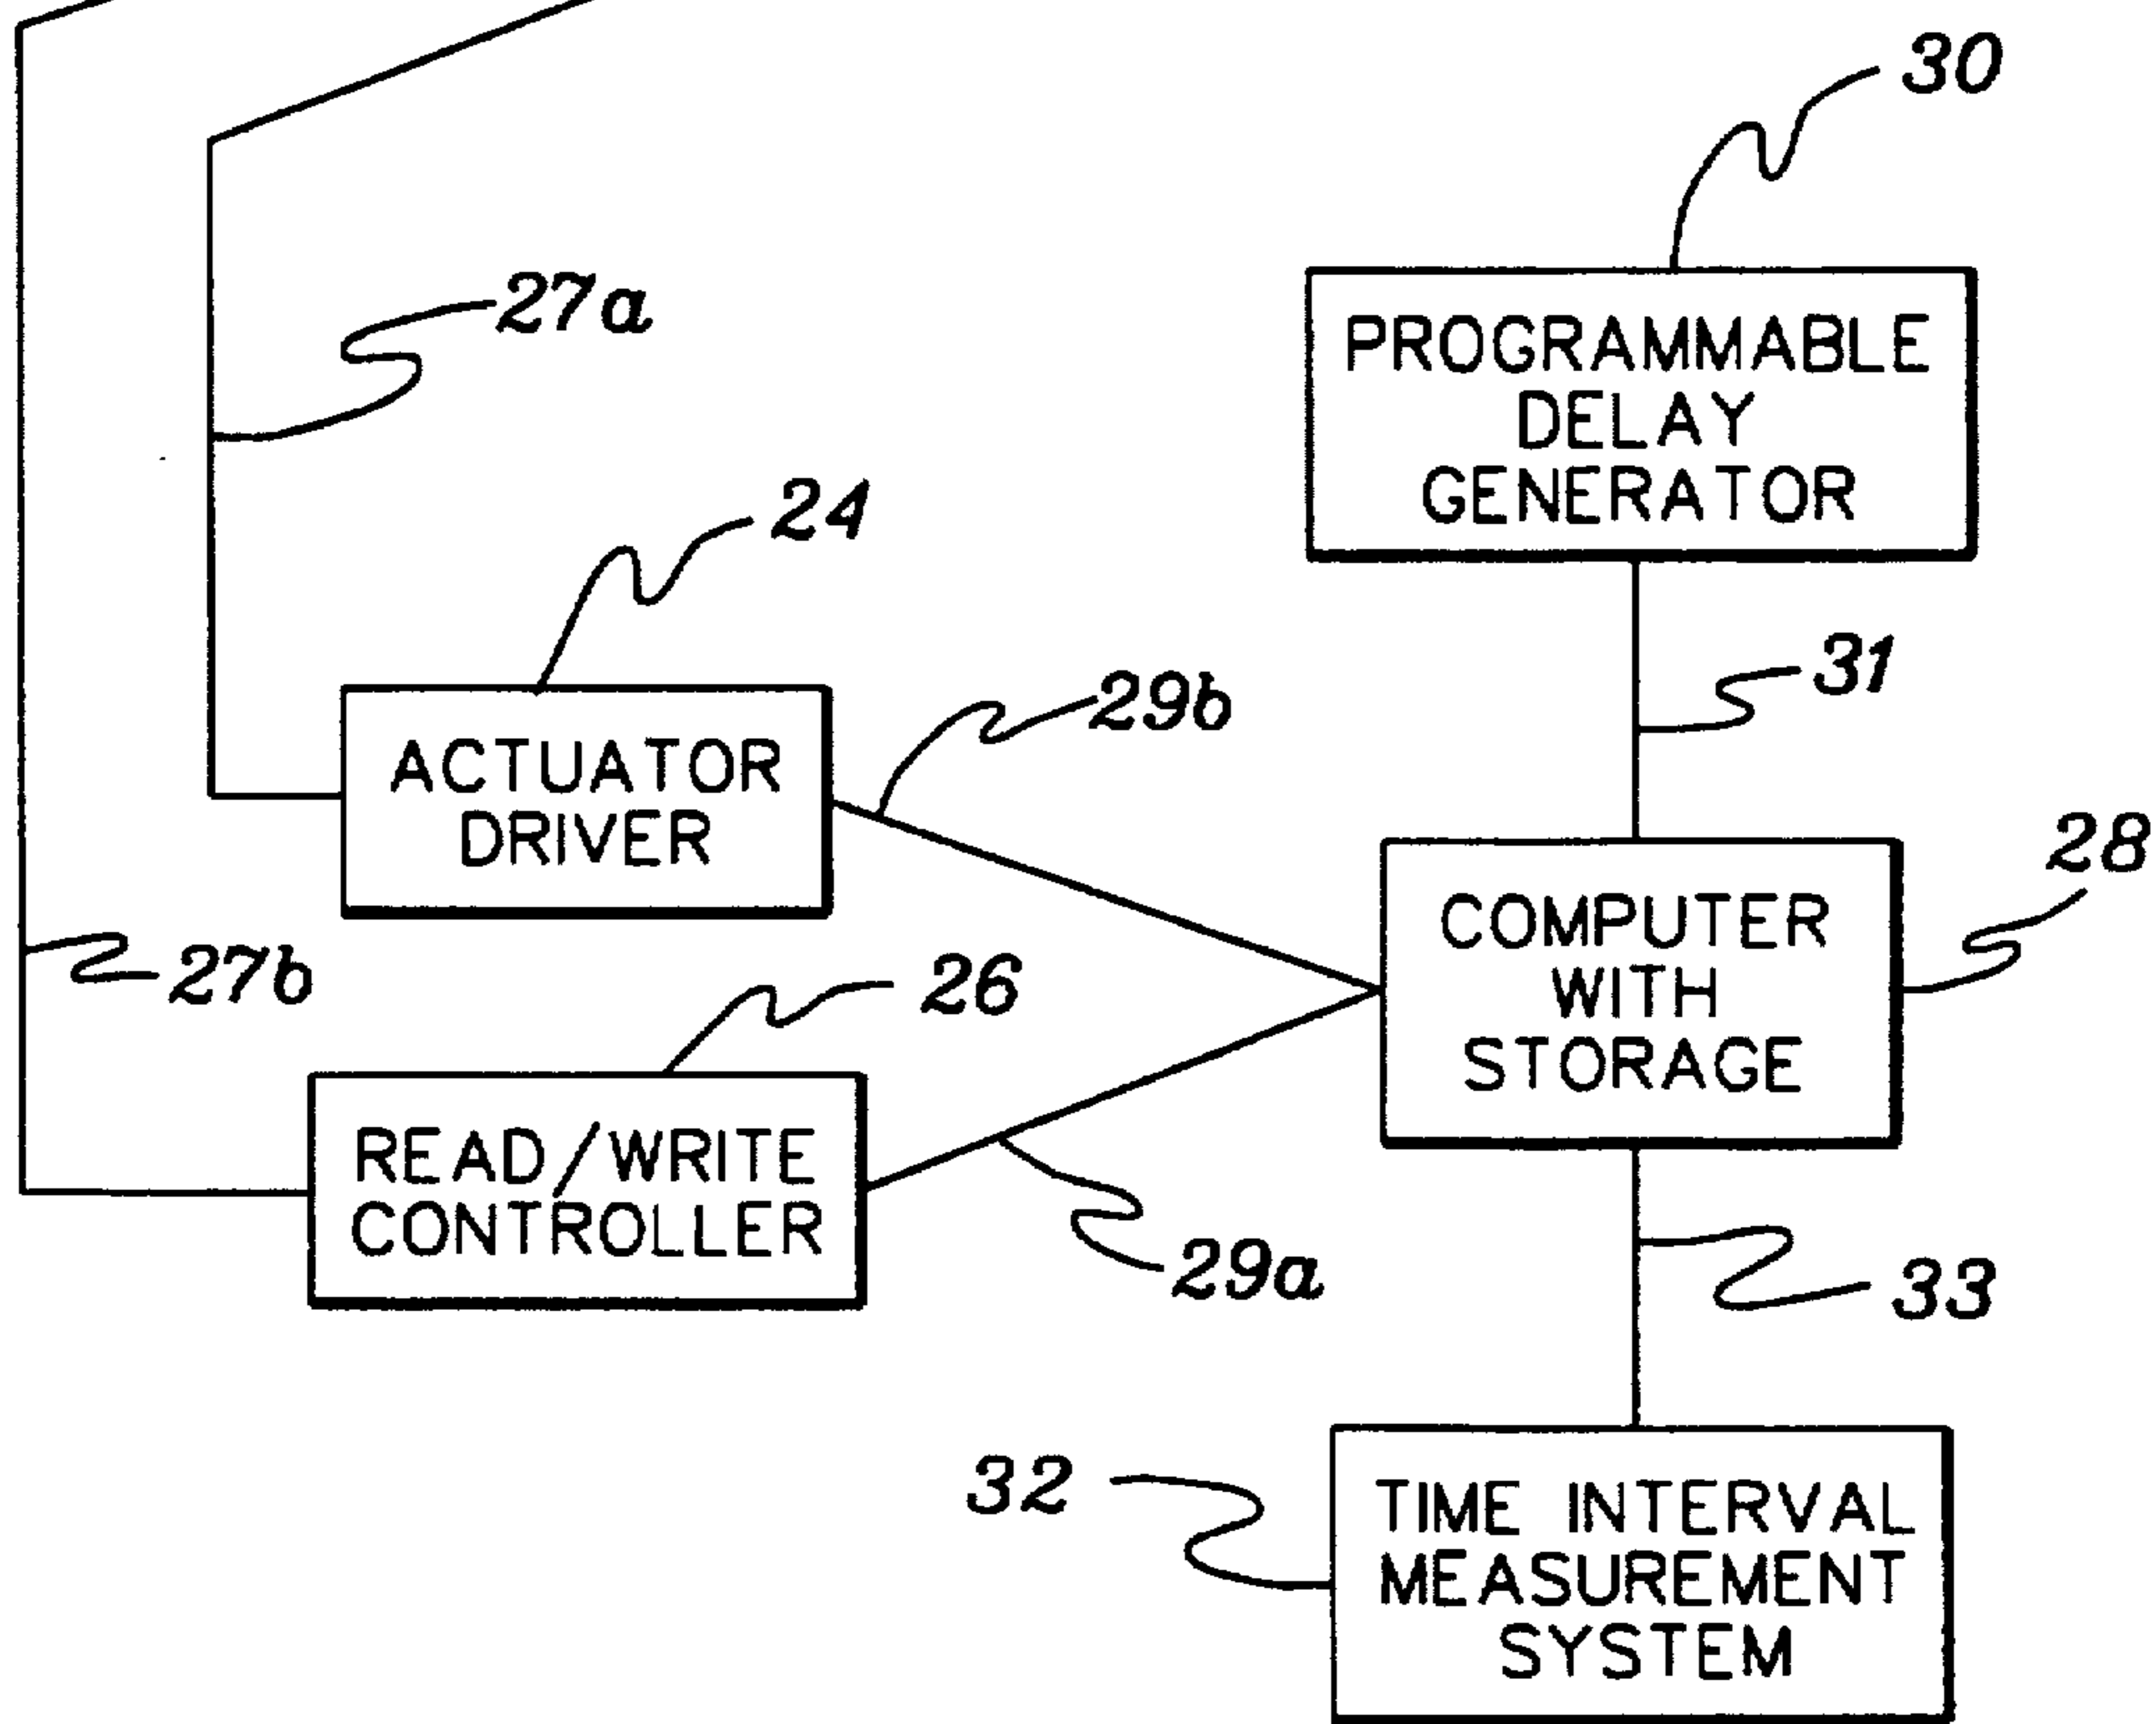 30
27a
PROGRAMMABLE
DELAY
GENERATOR
24
31
29b
ACTUATOR
DRIVER
28
COMPUTER
WITH
STORAGE
27b
26
READ/WRITE
CONTROLLER
29a
33
32
TIME INTERVAL
MEASUREMENT
SYSTEM